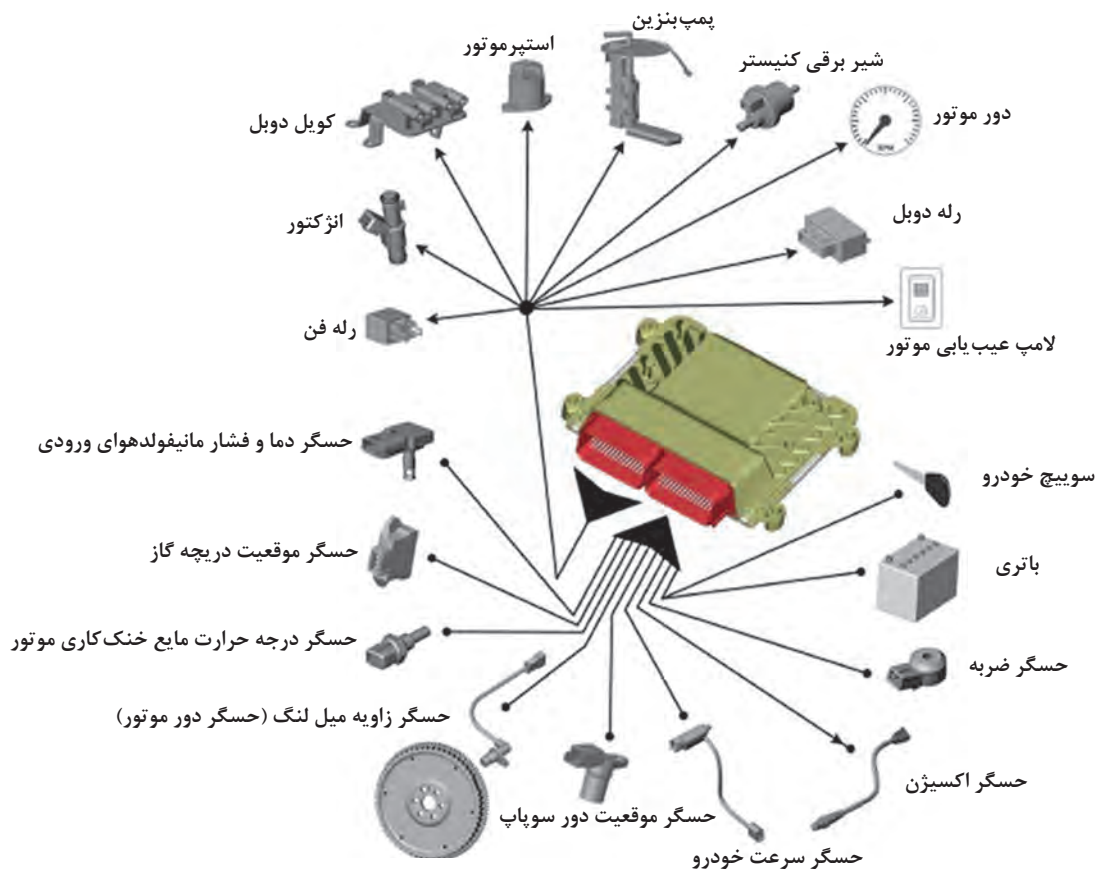 پمپ‌بنزین
استپرموتور
شیر برقی کنیستر
دور موتور
کویل دوبل
رله دوبل
انژکتور
رله فن
لامپ عیب‌یابی موتور
RPM
حسگر دما و فشار مانیفولدهوای ورودی
سوییچ خودرو
حسگر موقعیت دریچه گاز
باتری
حسگر درجه حرارت مایع خنک‌کاری موتور
حسگر ضربه
حسگر زاویه میل لنگ (حسگر دور موتور)
حسگر اکسیژن
حسگر موقعیت دور سوپاپ
حسگر سرعت خودرو